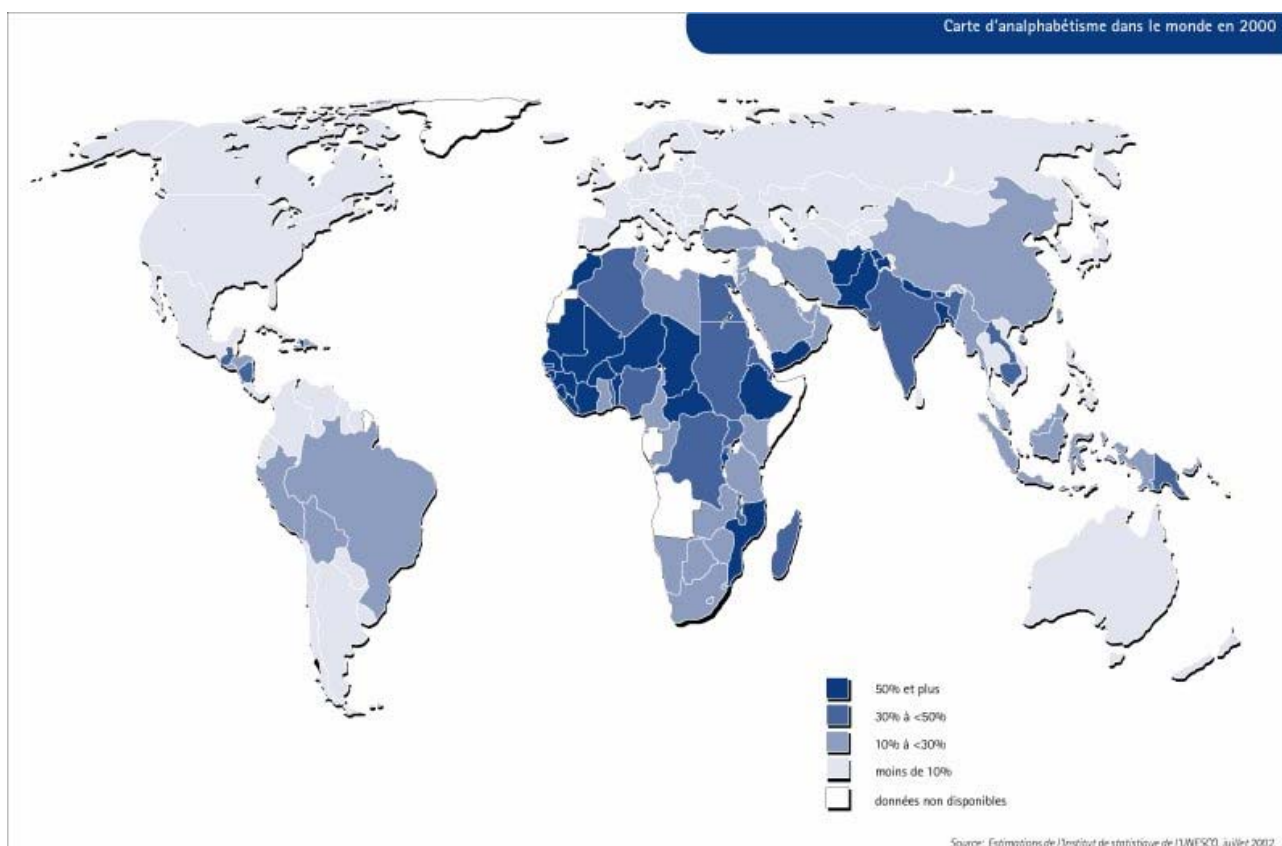 Carte d'analphabétisme dans le monde en 2000
50% et plus
30% à <50%
10% à <30%
moins de 10%
données non disponibles
Source: Estimations de l'Institut de statistique de l'UNESCO, juillet 2002